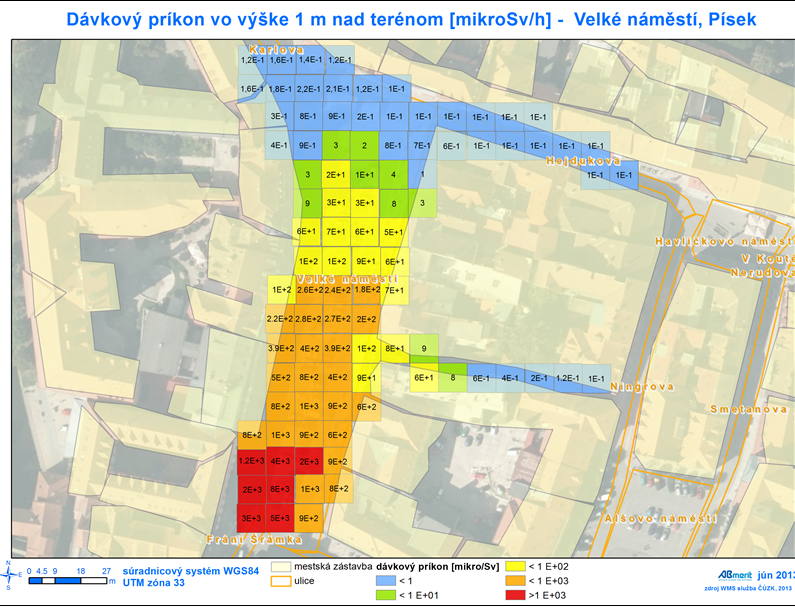 Dávkový príkon vo výške 1 m nad terénom [mikroSv/h] - Velké náměstí, Písek
Karlova
1,2E-1 1,6E-1 1,4E-1 1,2E-1
1,6E-1 1,8E-1 2,2E-1 2,1E-1 1,2E-1 1E-1
3E-1 8E-1 9E-1 2E-1 1E-1 1E-1 1E-1 1E-1 1E-1 1E-1
4E-1 9E-1 3 2 8E-1 7E-1 6E-1 1E-1 1E-1 1E-1 1E-1 1E-1
Hejdukova
3 2E+1 1E+1 4 1 1E-1 1E-1
9 3E+1 3E+1 8 3
6E+1 7E+1 6E+1 5E+1
Havlíčkovo náměstí
1E+2 1E+2 9E+1 6E+1
V Koutě
Nerudova
Velké náměstí
1E+2 2.6E+2 2.4E+2 1.8E+2 7E+1
2.2E+2 2.8E+2 2.7E+2 2E+2
3.9E+2 4E+2 3.9E+2 1E+2 8E+1 9
5E+2 8E+2 4E+2 9E+1 6E+1 8 6E-1 4E-1 2E-1 1.2E-1 1E-1
Ningrova
8E+2 1E+3 9E+2 6E+2
Smetanova
8E+2 1E+3 9E+2 6E+2
1.2E+3 4E+3 2E+3 9E+2
2E+3 8E+3 1E+3 8E+2
3E+3 5E+3 9E+2
Alšovo náměstí
Fráni Šrámka
N
W E
S
0 4.5 9 18 27
m
súradnicový systém WGS84
UTM zóna 33
mestská zástavba
ulice
dávkový príkon [mikro/Sv]
< 1
< 1 E+01
< 1 E+02
< 1 E+03
>1 E+03
ABmerit
jún 2013
zdroj WMS služba ČÚZK, 2013